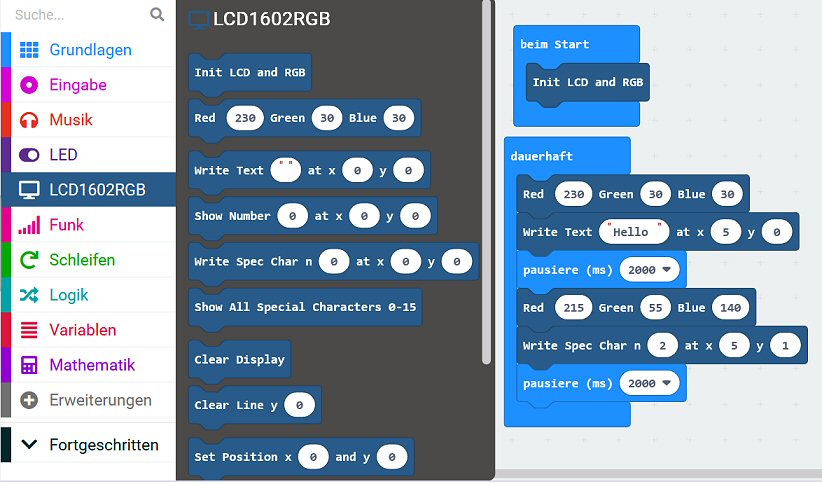 Suche...
Grundlagen
Eingabe
Musik
LED
LCD1602RGB
Funk
Schleifen
Logik
Variablen
Mathematik
Erweiterungen
Fortgeschritten
LCD1602RGB
Init LCD and RGB
Red 230 Green 30 Blue 30
Write Text " " at x 0 y 0
Show Number 0 at x 0 y 0
Write Spec Char n 0 at x 0 y 0
Show All Special Characters 0-15
Clear Display
Clear Line y 0
Set Position x 0 and y 0
beim Start
Init LCD and RGB
dauerhaft
Red 230 Green 30 Blue 30
Write Text "Hello " at x 5 y 0
pausiere (ms) 2000
Red 215 Green 55 Blue 140
Write Spec Char n 2 at x 5 y 1
pausiere (ms) 2000